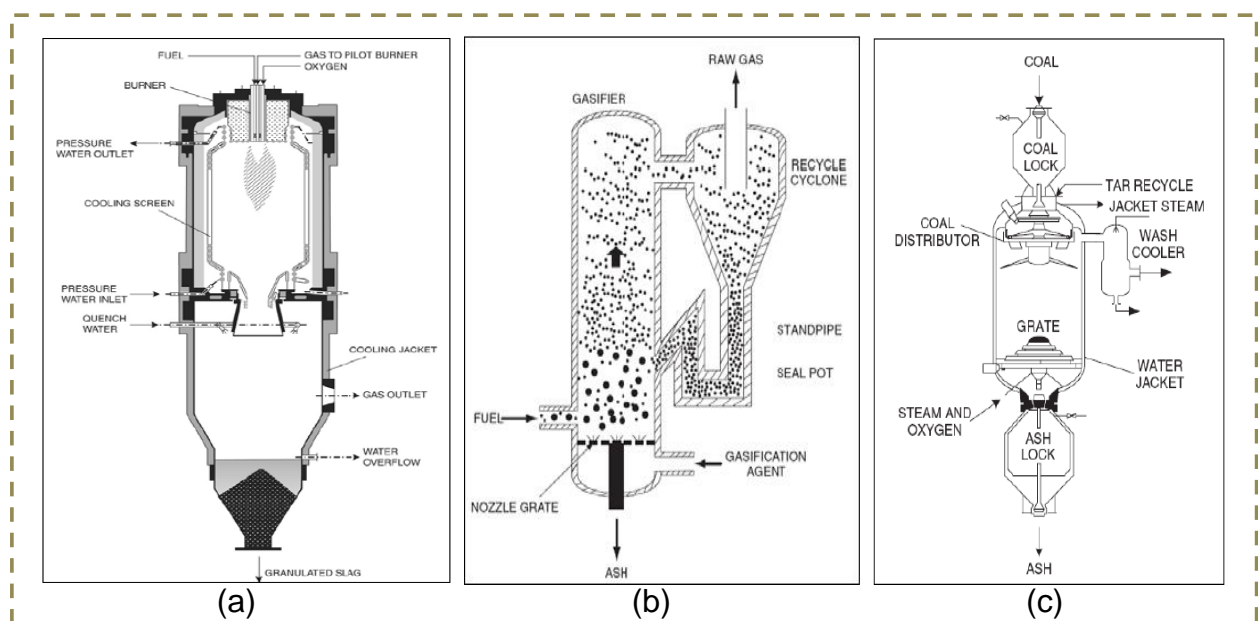 FUEL
GAS TO PILOT BURNER
OXYGEN
BURNER
PRESSURE
WATER OUTLET
COOLING SCREEN
PRESSURE
WATER INLET
QUENCH
WATER
COOLING JACKET
GAS OUTLET
WATER
OVERFLOW
GRANULATED SLAG
(a)
RAW GAS
GASIFIER
RECYCLE
CYCLONE
STANDPIPE
SEAL POT
FUEL
GASIFICATION
AGENT
NOZZLE GRATE
ASH
(b)
COAL
COAL
LOCK
TAR RECYCLE
JACKET STEAM
COAL
DISTRIBUTOR
WASH
COOLER
GRATE
WATER
JACKET
STEAM AND
OXYGEN
ASH
LOCK
ASH
(c)